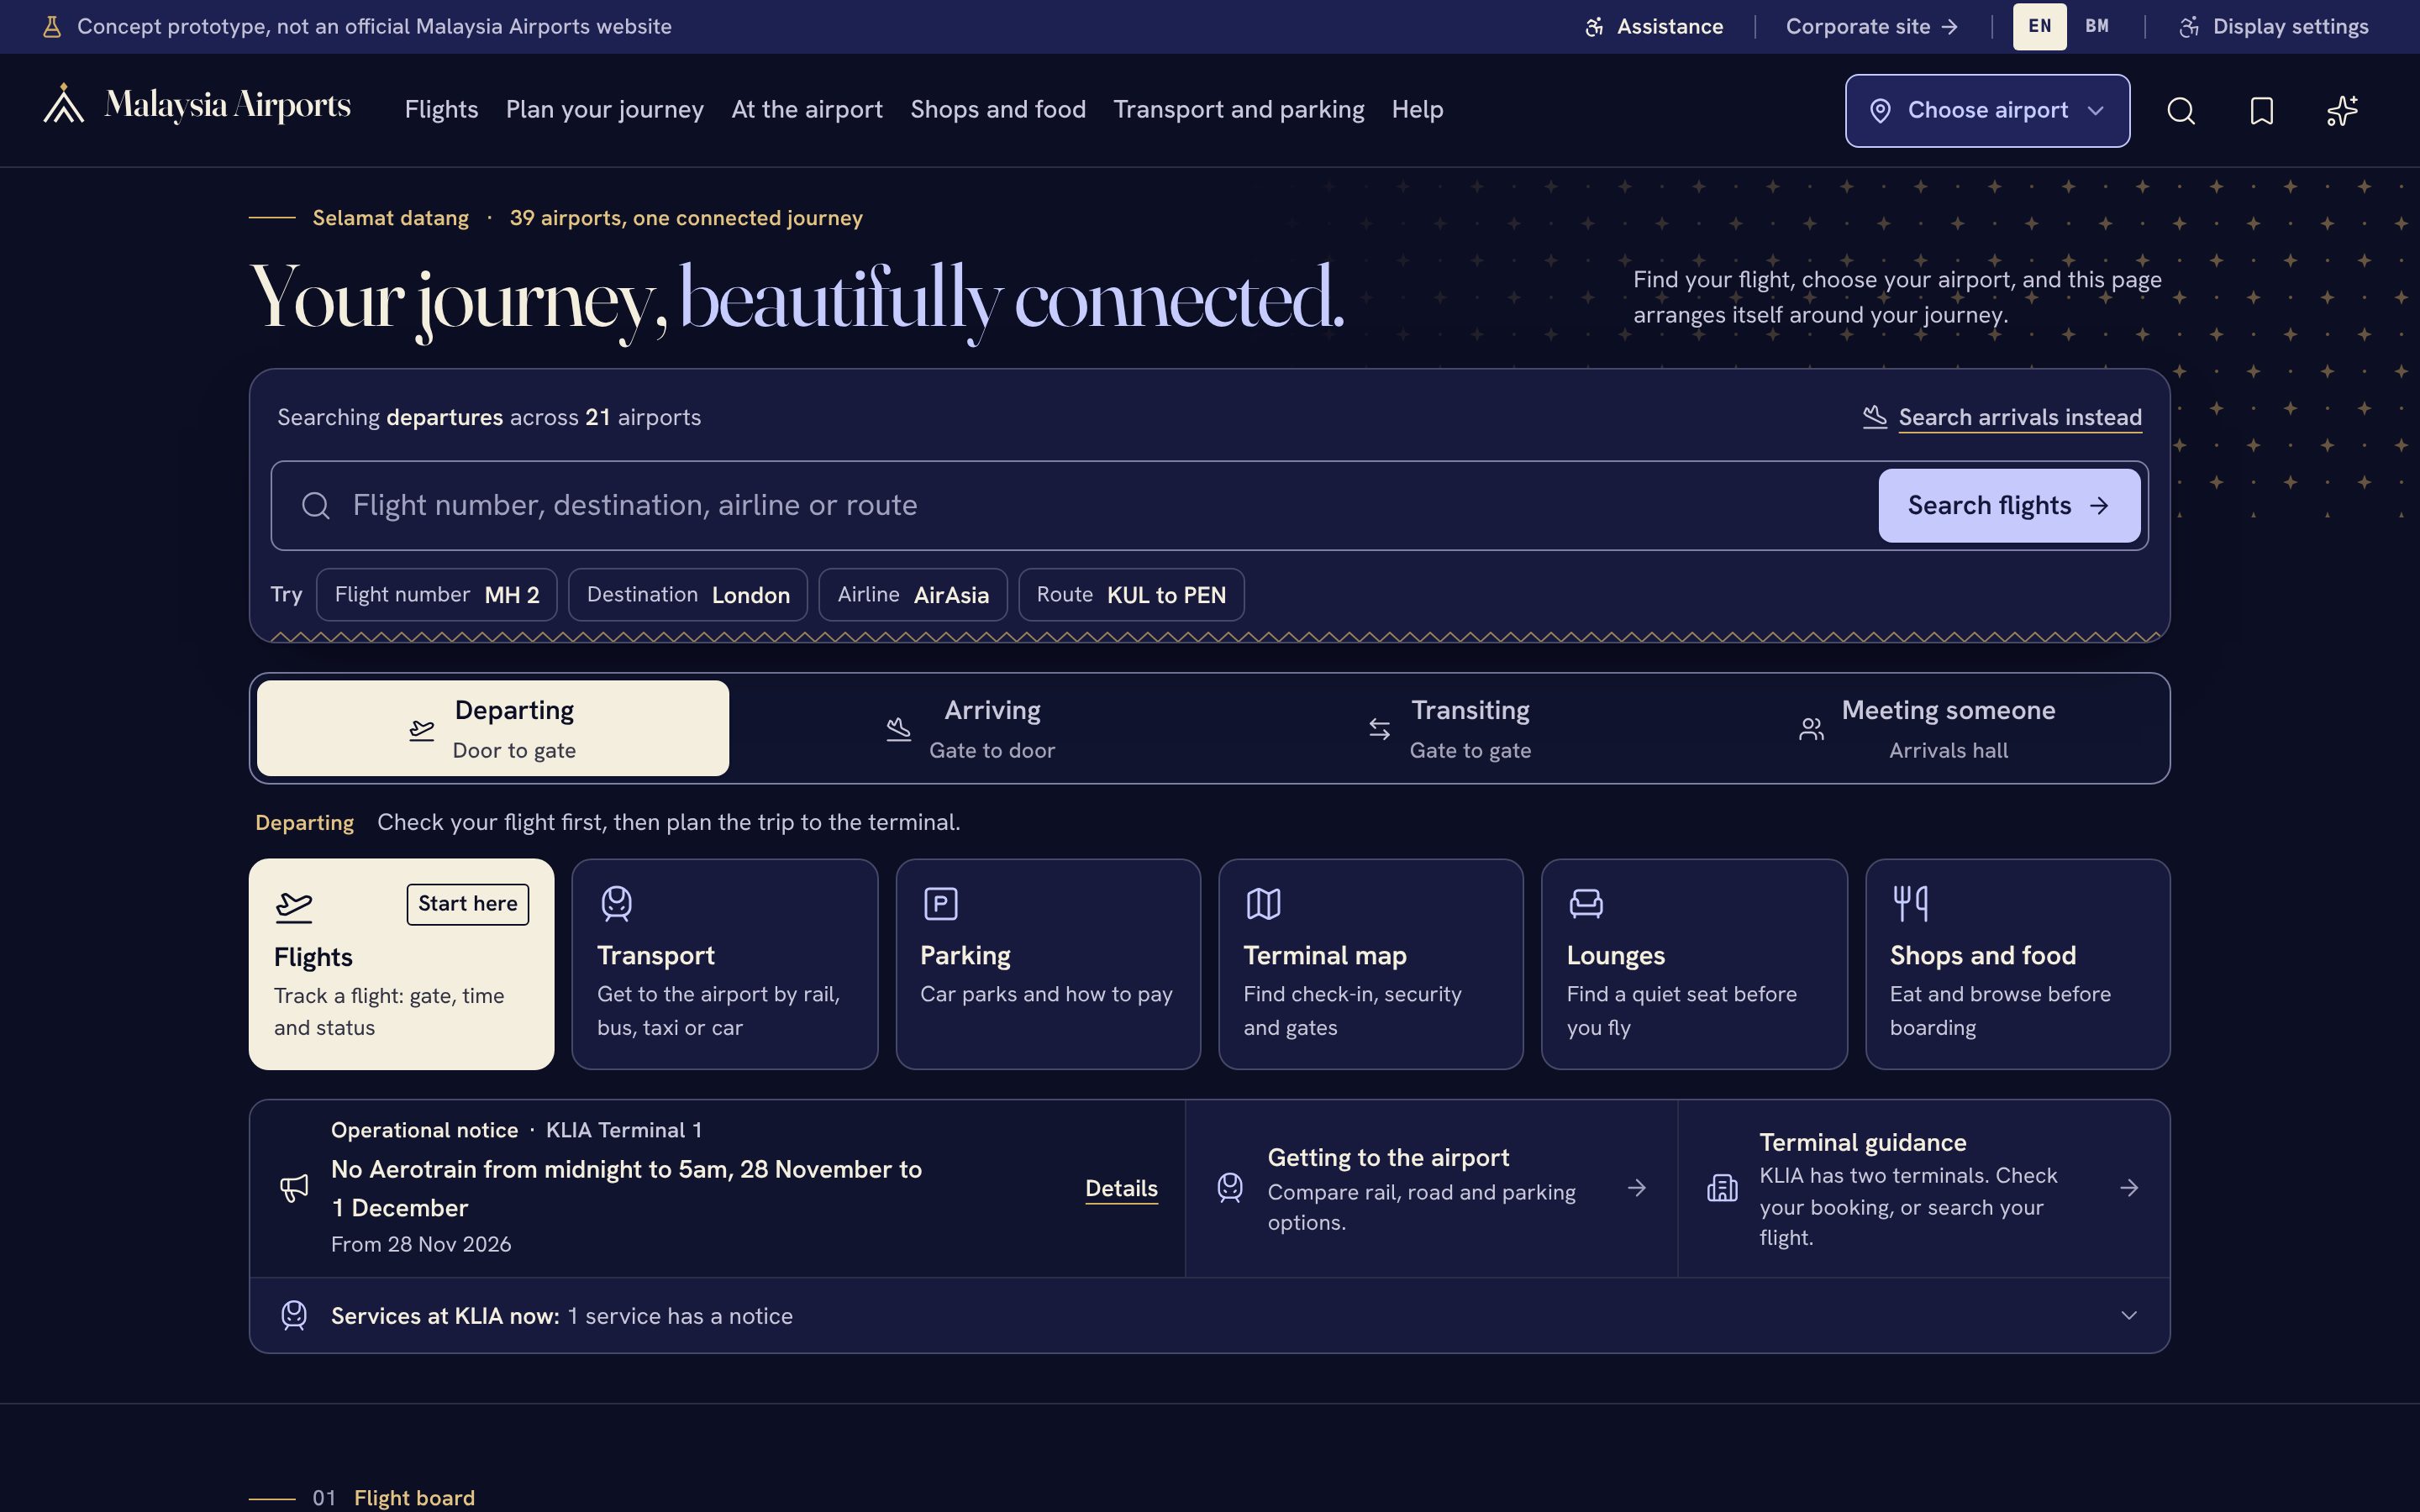 Concept prototype, not an official Malaysia Airports website
Assistance
Corporate site →
EN
BM
Display settings
Malaysia Airports
Flights
Plan your journey
At the airport
Shops and food
Transport and parking
Help
Choose airport
Selamat datang · 39 airports, one connected journey
Your journey, beautifully connected.
Find your flight, choose your airport, and this page
arranges itself around your journey.
Searching departures across 21 airports
Search arrivals instead
Flight number, destination, airline or route
Search flights →
Try
Flight number MH 2
Destination London
Airline AirAsia
Route KUL to PEN
Departing
Door to gate
Arriving
Gate to door
Transiting
Gate to gate
Meeting someone
Arrivals hall
Departing Check your flight first, then plan the trip to the terminal.
Start here
Flights
Track a flight: gate, time
and status
Transport
Get to the airport by rail,
bus, taxi or car
P
Parking
Car parks and how to pay
Terminal map
Find check-in, security
and gates
Lounges
Find a quiet seat before
you fly
Shops and food
Eat and browse before
boarding
Operational notice · KLIA Terminal 1
No Aerotrain from midnight to 5am, 28 November to
1 December
From 28 Nov 2026
Details
Getting to the airport
Compare rail, road and parking
options.
Terminal guidance
KLIA has two terminals. Check
your booking, or search your
flight.
Services at KLIA now: 1 service has a notice
01 Flight board